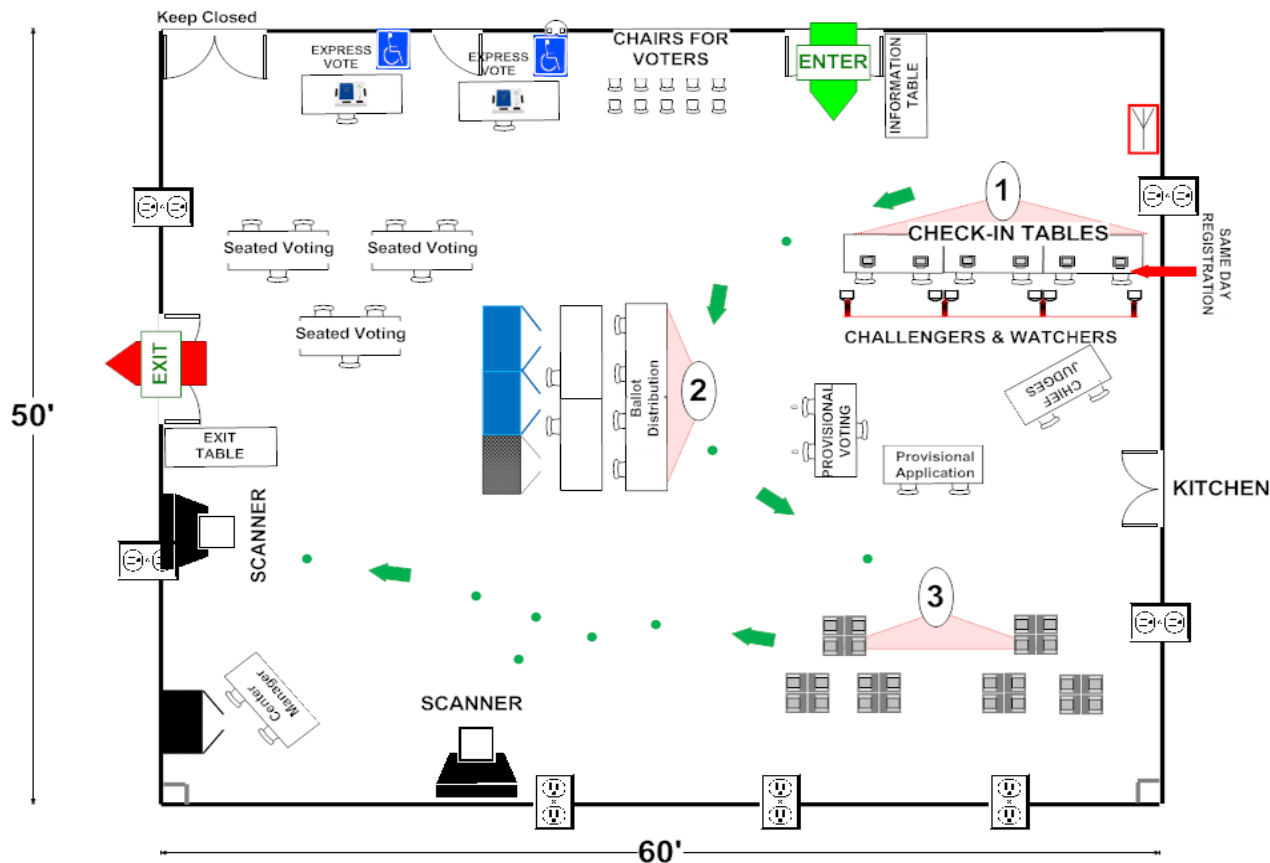 Keep Closed
EXPRESS
VOTE
EXPRESS
VOTE
CHAIRS FOR
VOTERS
ENTER
INFORMATION
TABLE
1
CHECK-IN TABLES
SAME DAY
REGISTRATION
CHALLENGERS & WATCHERS
Seated Voting
Seated Voting
Seated Voting
EXIT
50'
2
Ballot
Distribution
CHIEF
JUDGES
PROVISIONAL
VOTING
Provisional
Application
EXIT
TABLE
KITCHEN
SCANNER
3
Center
Manager
SCANNER
60'